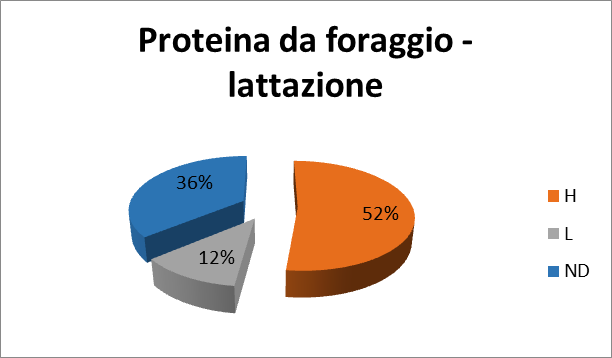 Proteina da foraggio -
lattazione
36%
52%
12%
H
L
ND